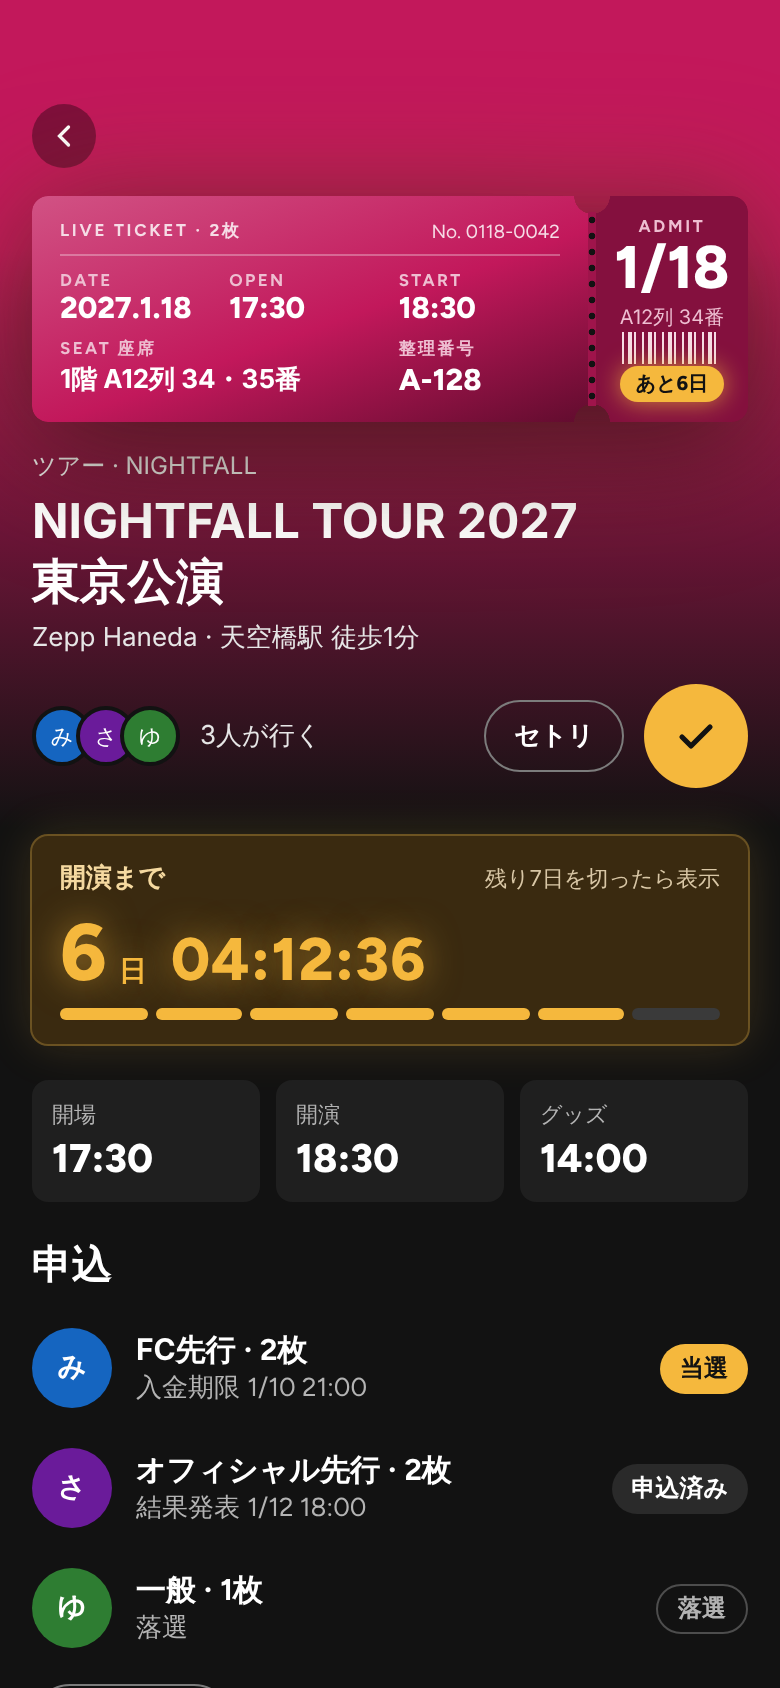 LIVE TICKET · 2枚
No. 0118-0042
DATE
OPEN
START
2027.1.18
17:30
18:30
SEAT 座席
整理番号
1階 A12列 34・35番
A-128
ADMIT
1/18
A12列 34番
あと6日
ツアー · NIGHTFALL
NIGHTFALL TOUR 2027
東京公演
Zepp Haneda · 天空橋駅 徒歩1分
み
さ
ゆ
3人が行く
セトリ
開演まで
残り7日を切ったら表示
6 日 04:12:36
開場
17:30
開演
18:30
グッズ
14:00
申込
み
FC先行 · 2枚
入金期限 1/10 21:00
当選
さ
オフィシャル先行 · 2枚
結果発表 1/12 18:00
申込済み
ゆ
一般 · 1枚
落選
落選